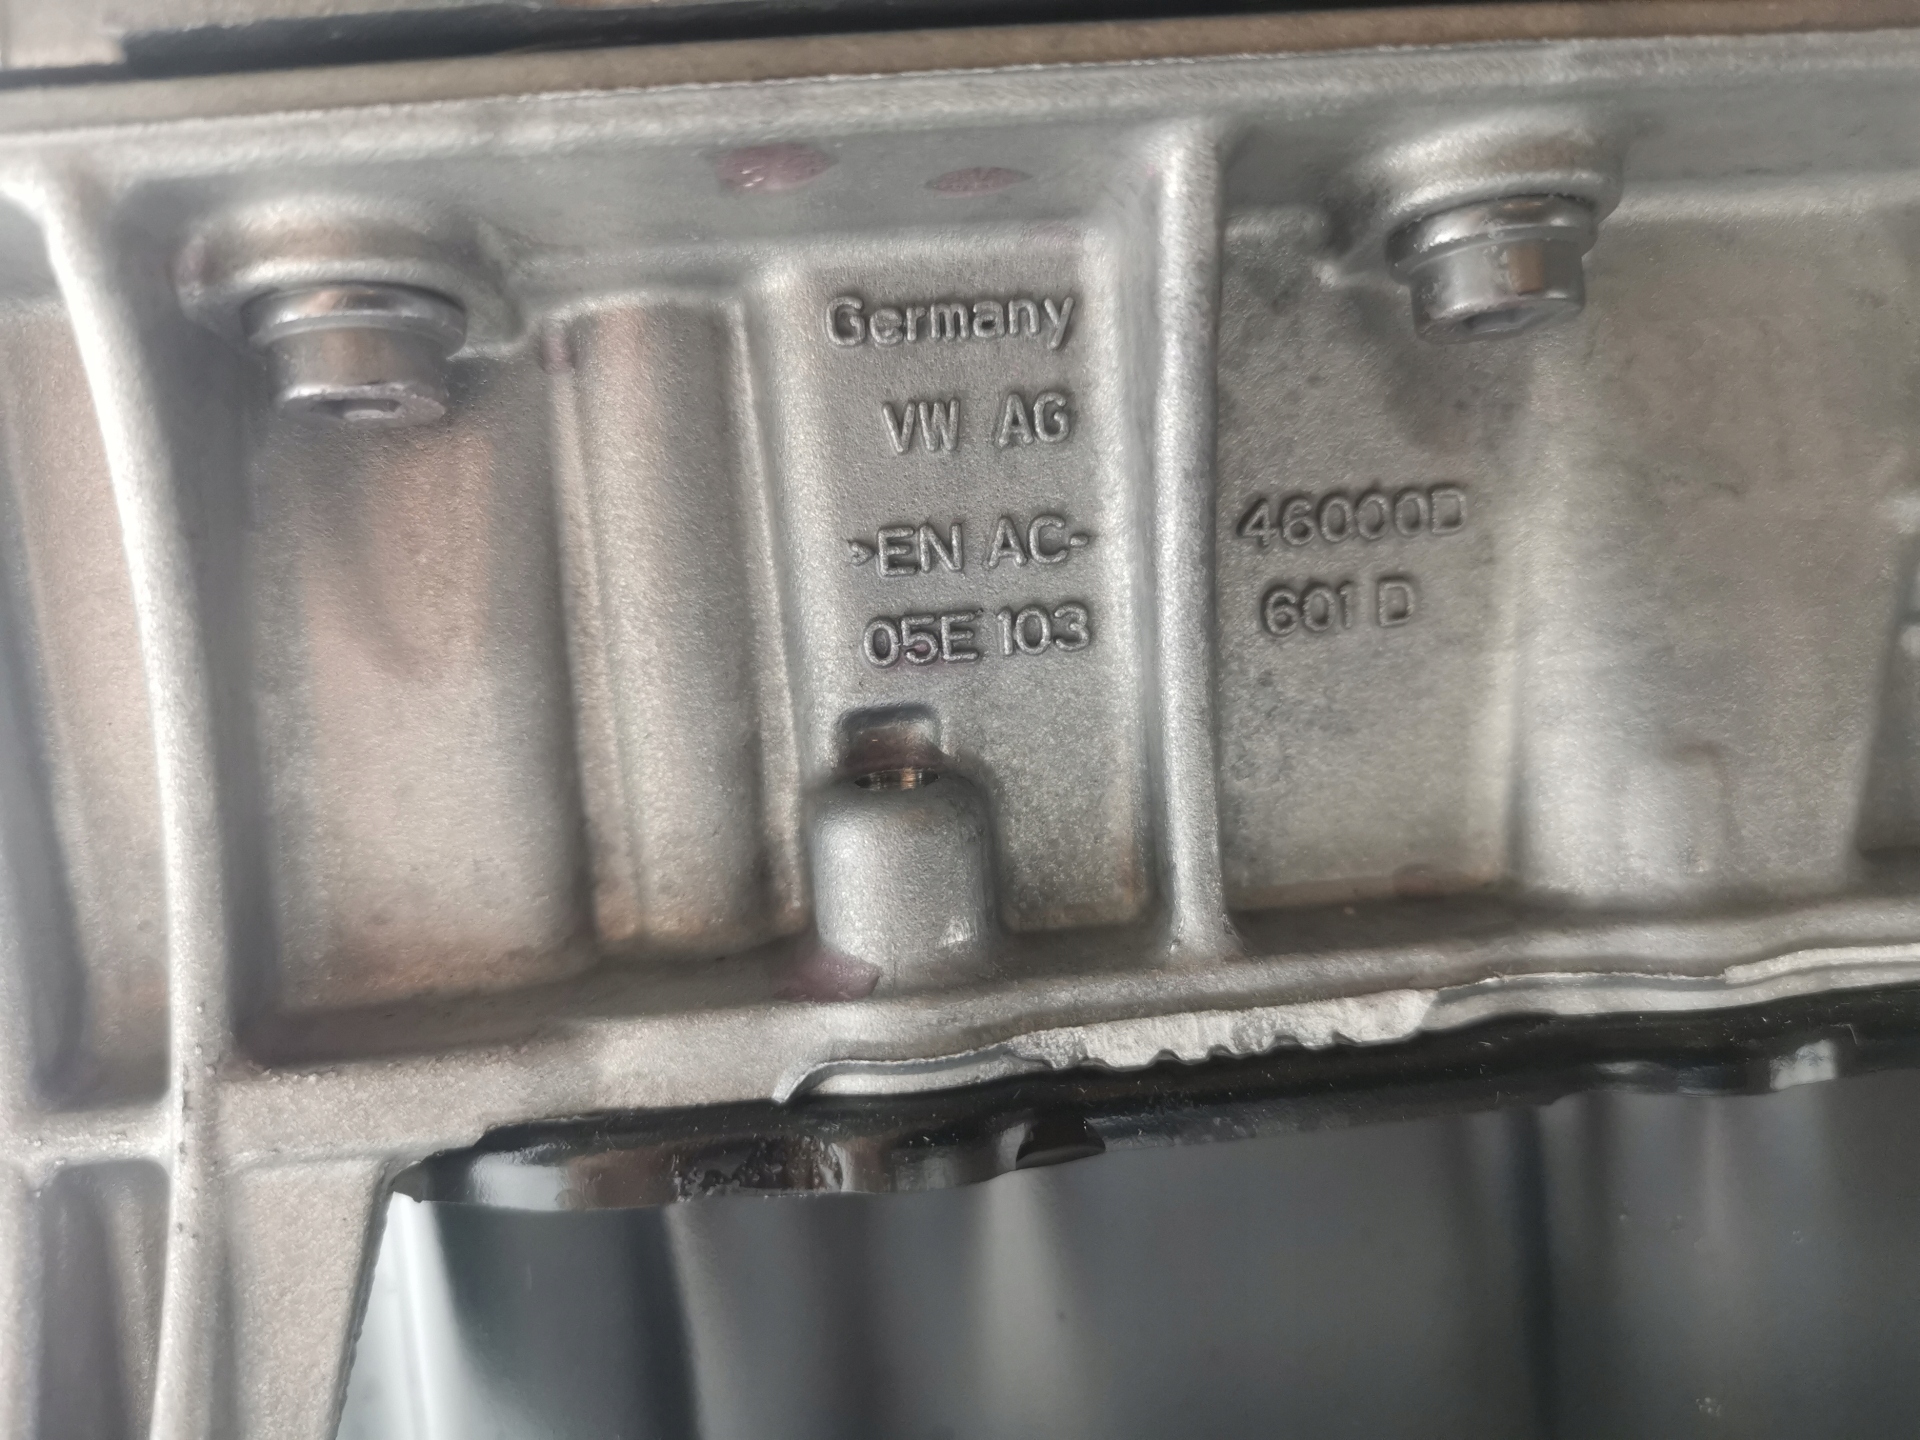 Germany
VW AG
>EN AC-46000D
05E 103 601 D